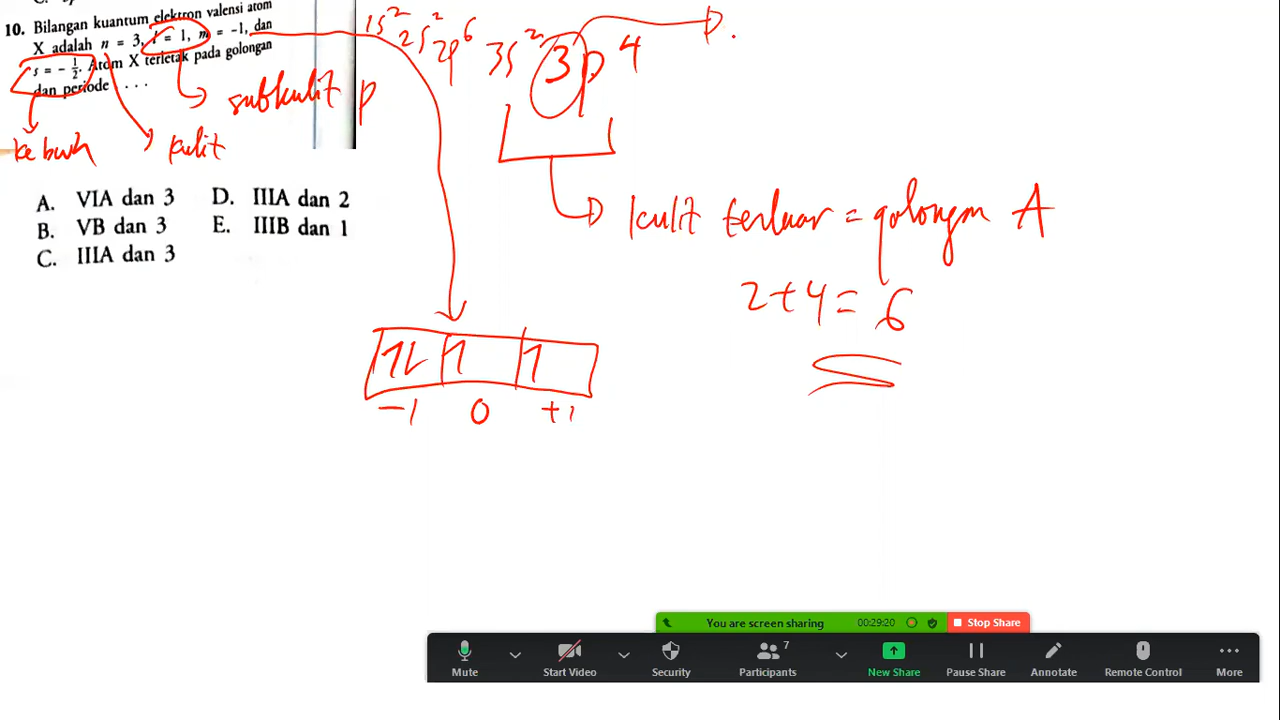 10. Bilangan kuantum elektron valensi atom
X adalah n = 3, l = 1, m = -1, dan
s = - 1/2. Atom X terletak pada golongan
dan periode . . .
subkulit p
ke bwh
kulit
1s² 2s² 2p⁶ 3s² 3p⁴
p.
A. VIA dan 3 D. IIIA dan 2
B. VB dan 3 E. IIIB dan 1
C. IIIA dan 3
kulit terluar = golongan A
2+4= 6
-1 0 +1
You are screen sharing 00:29:20 Stop Share
7
Mute Start Video Security Participants New Share Pause Share Annotate Remote Control More